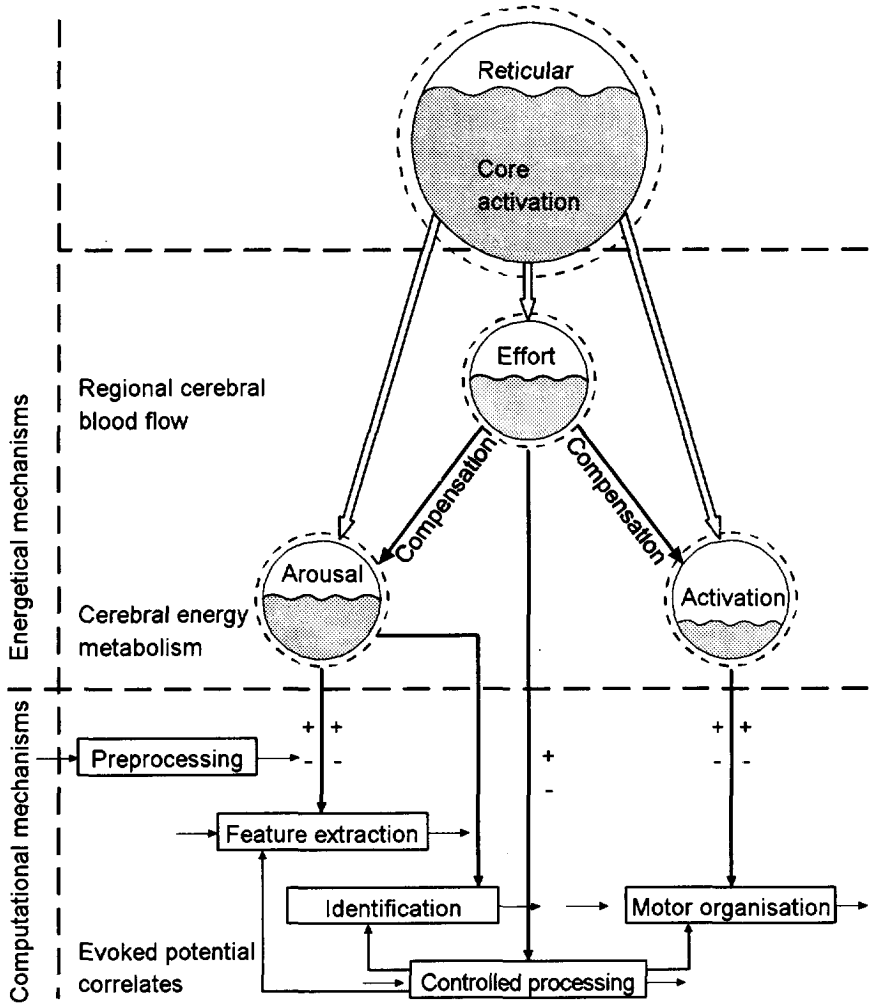 Reticular
Core
activation
Effort
Regional cerebral
blood flow
Compensation
Compensation
Energetical mechanisms
Arousal
Activation
Cerebral energy
metabolism
Computational mechanisms
+ +
- -
+
-
+ +
- -
Preprocessing
Feature extraction
Identification
Motor organisation
Evoked potential
correlates
Controlled processing